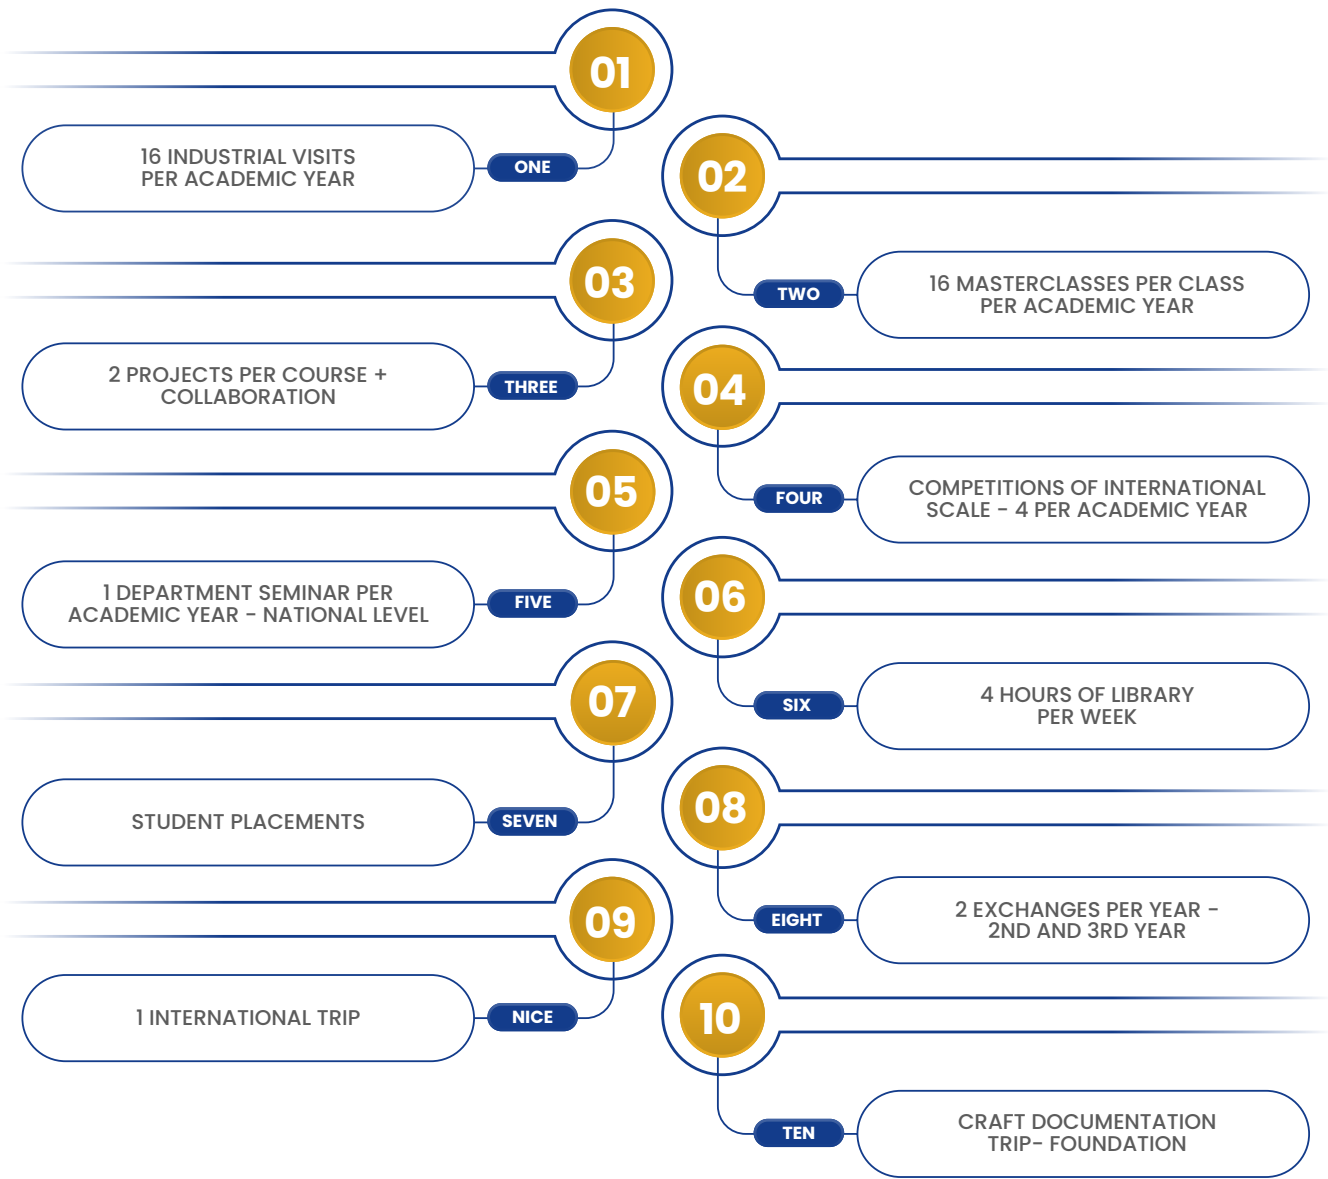 01
16 INDUSTRIAL VISITS
PER ACADEMIC YEAR
ONE
02
TWO
16 MASTERCLASSES PER CLASS
PER ACADEMIC YEAR
03
2 PROJECTS PER COURSE +
COLLABORATION
THREE
04
FOUR
COMPETITIONS OF INTERNATIONAL
SCALE - 4 PER ACADEMIC YEAR
05
1 DEPARTMENT SEMINAR PER
ACADEMIC YEAR - NATIONAL LEVEL
FIVE
06
SIX
4 HOURS OF LIBRARY
PER WEEK
07
STUDENT PLACEMENTS
SEVEN
08
EIGHT
2 EXCHANGES PER YEAR -
2ND AND 3RD YEAR
09
1 INTERNATIONAL TRIP
NICE
10
TEN
CRAFT DOCUMENTATION
TRIP- FOUNDATION